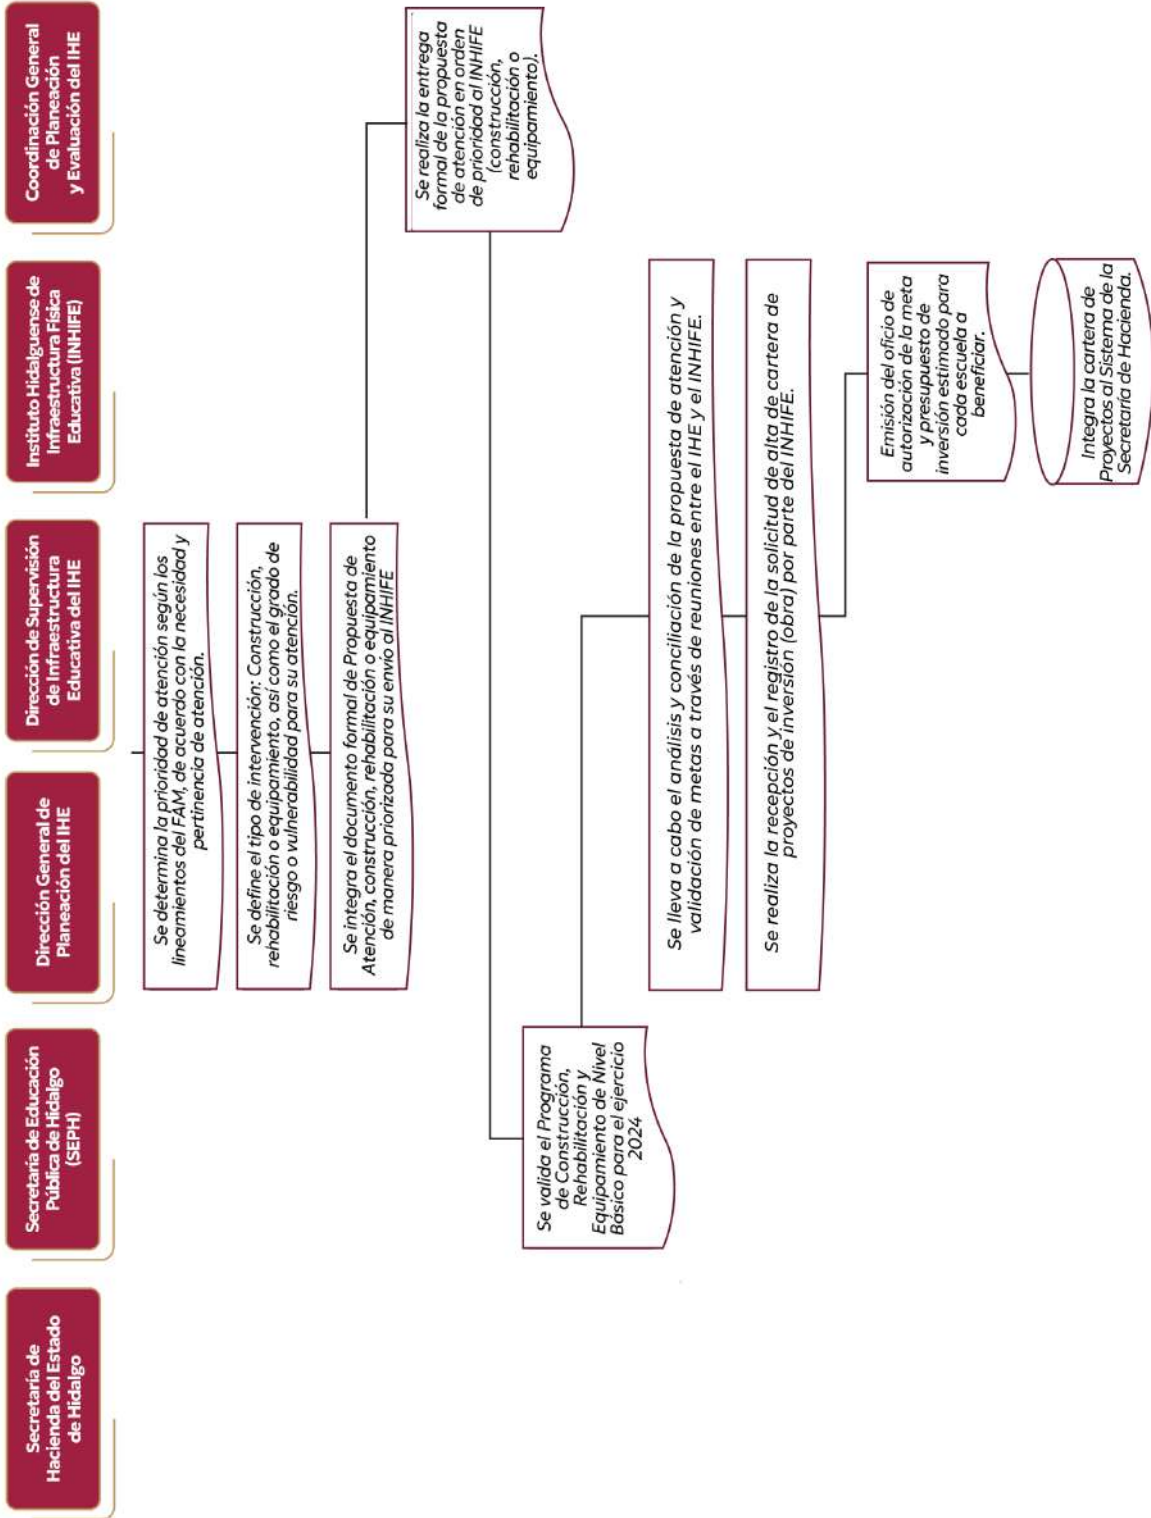 Secretaría de
Hacienda del Estado
de Hidalgo
Secretaría de Educación
Pública de Hidalgo
(SEPH)
Dirección General de
Planeación del IHE
Dirección de Supervisión
de Infraestructura
Educativa del IHE
Instituto Hidalguense de
Infraestructura Física
Educativa (INHIFE)
Coordinación General
de Planeación
y Evaluación del IHE
Se determina la prioridad de atención según los
lineamientos del FAM, de acuerdo con la necesidad y
pertinencia de atención.
Se define el tipo de intervención: Construcción,
rehabilitación o equipamiento, así como el grado de
riesgo o vulnerabilidad para su atención.
Se integra el documento formal de Propuesta de
Atención, construcción, rehabilitación o equipamiento
de manera priorizada para su envío al INHIFE
Se realiza la entrega
formal de la propuesta
de atención en orden
de prioridad al INHIFE
(construcción,
rehabilitación o
equipamiento).
Se valida el Programa
de Construcción,
Rehabilitación y
Equipamiento de Nivel
Básico para el ejercicio
2024
Se lleva a cabo el análisis y conciliación de la propuesta de atención y
validación de metas a través de reuniones entre el IHE y el INHIFE.
Se realiza la recepción y el registro de la solicitud de alta de cartera de
proyectos de inversión (obra) por parte del INHIFE.
Emisión del oficio de
autorización de la meta
y presupuesto de
inversión estimado para
cada escuela a
beneficiar.
Integra la cartera de
Proyectos al Sistema de la
Secretaría de Hacienda.